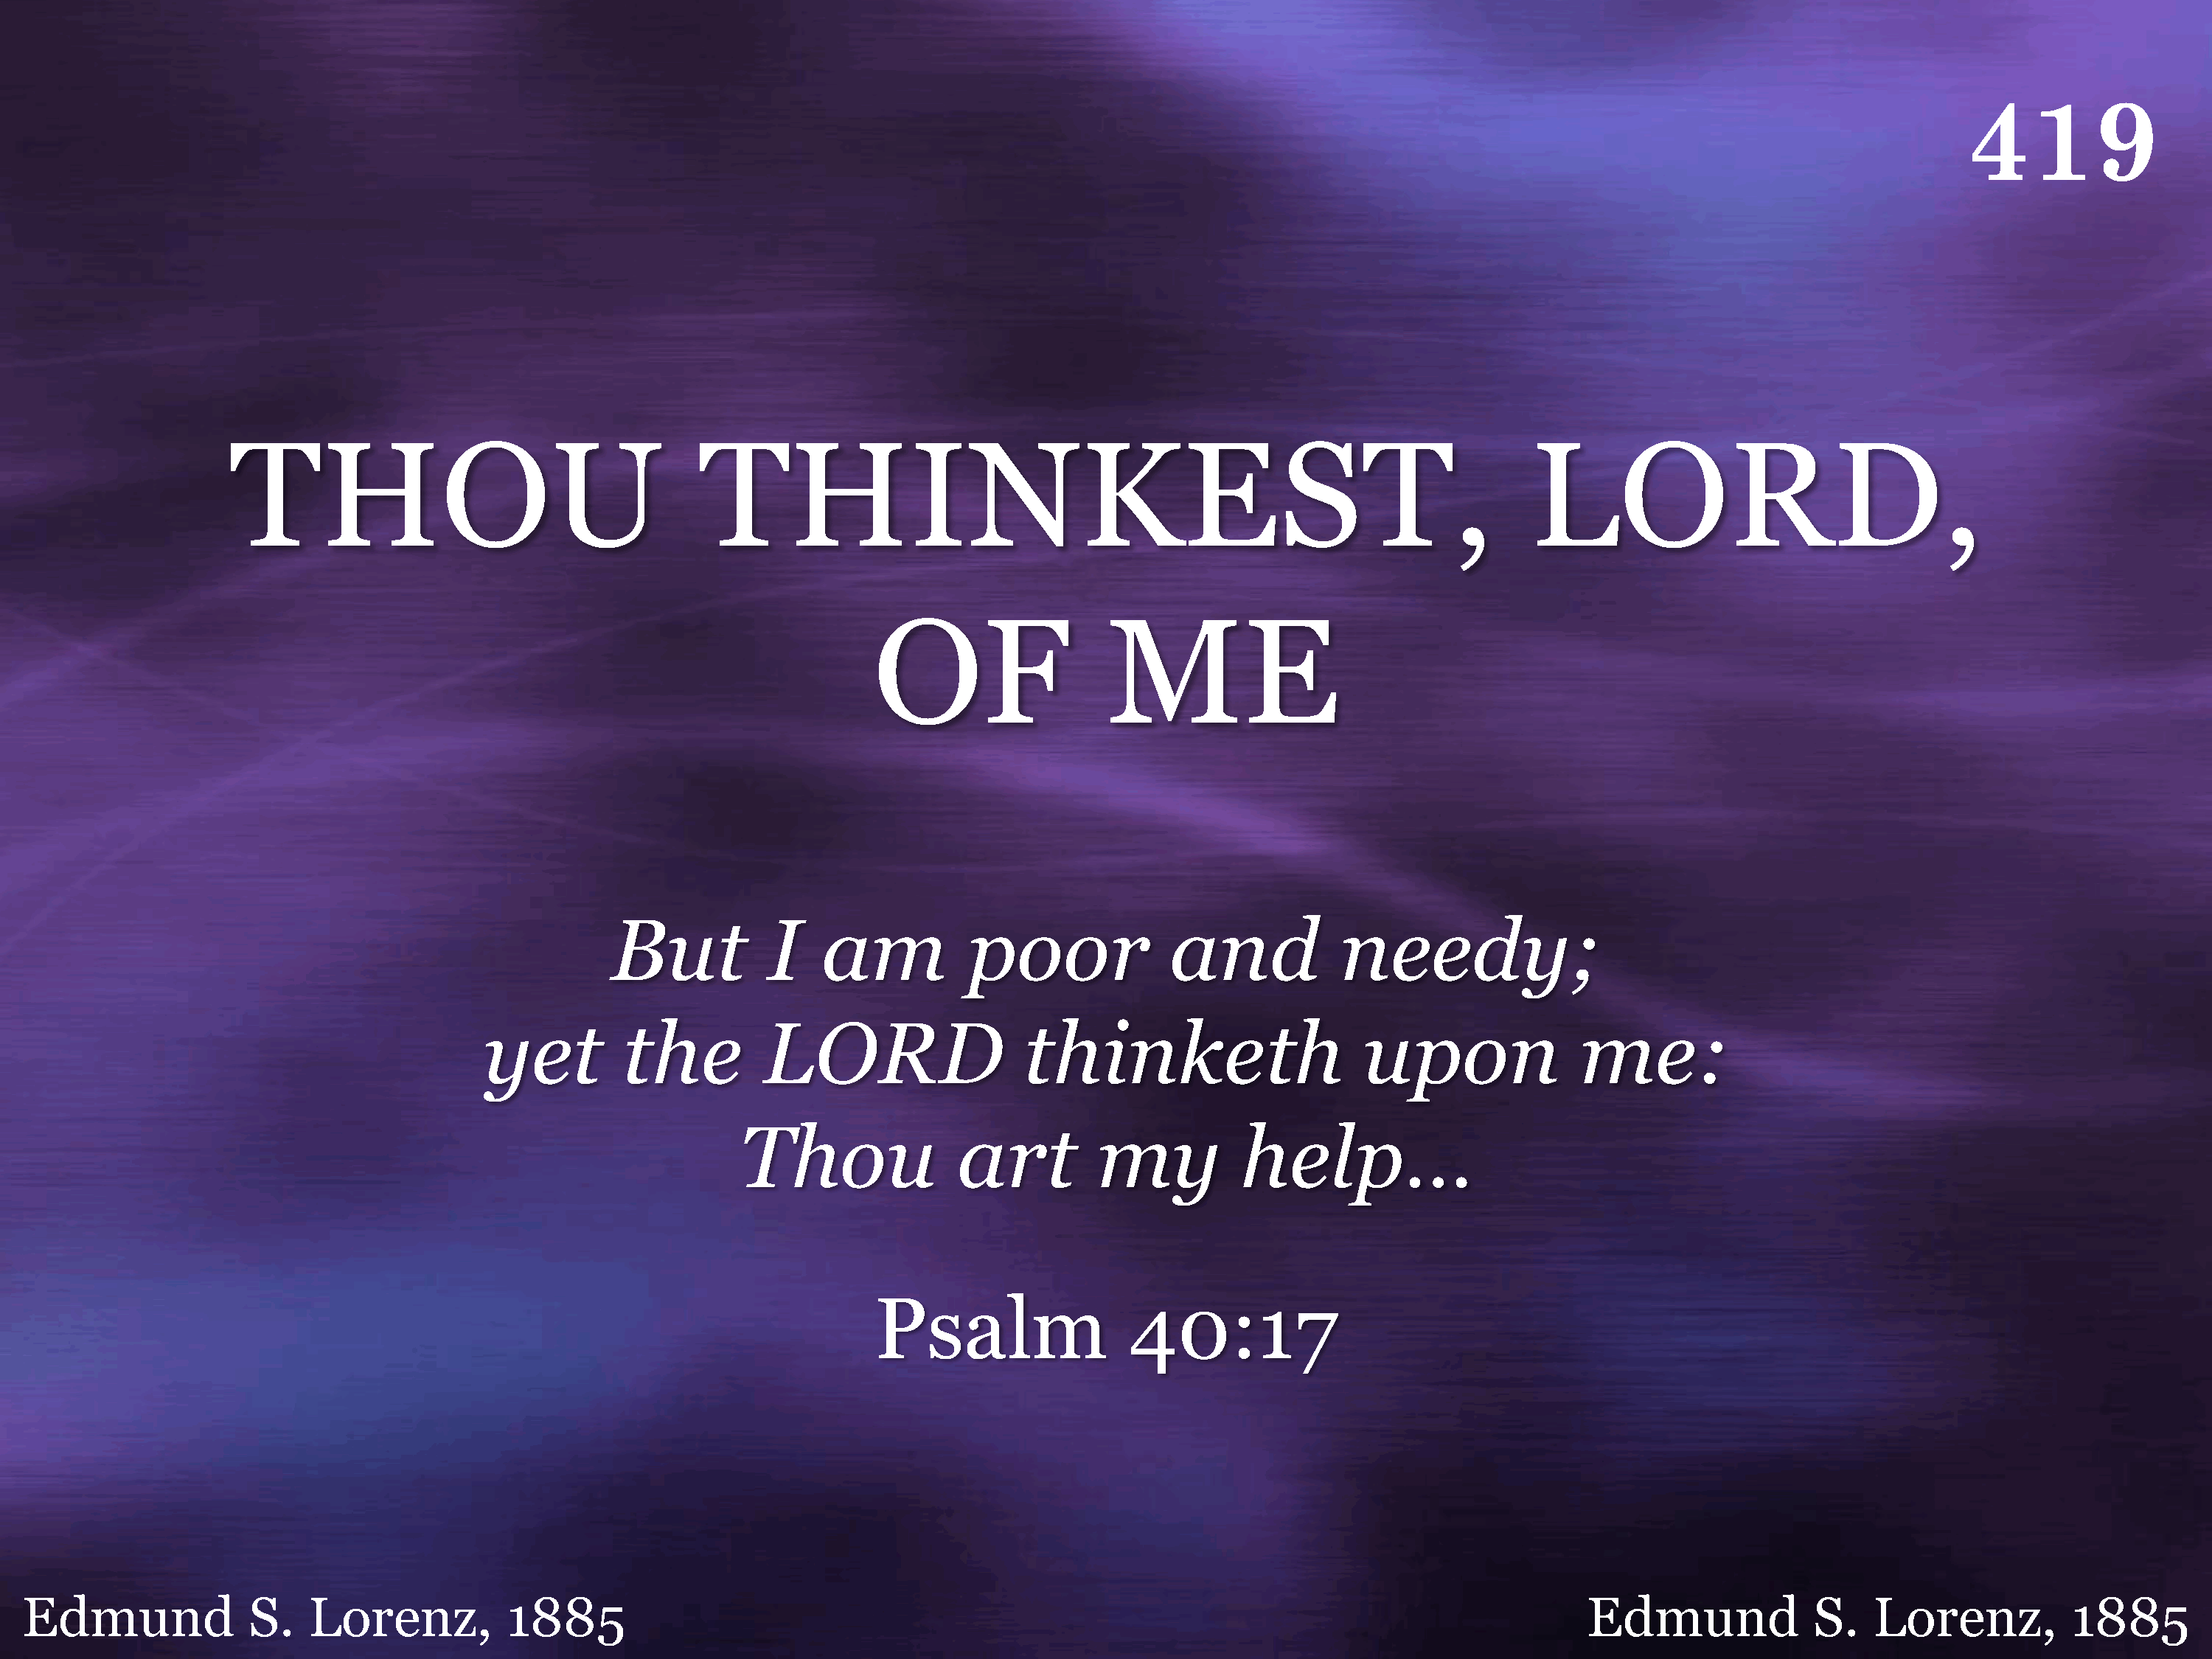 419
THOU THINKEST, LORD,
OF ME
But I am poor and needy;
yet the LORD thinketh upon me:
Thou art my help…
Psalm 40:17
Edmund S. Lorenz, 1885
Edmund S. Lorenz, 1885